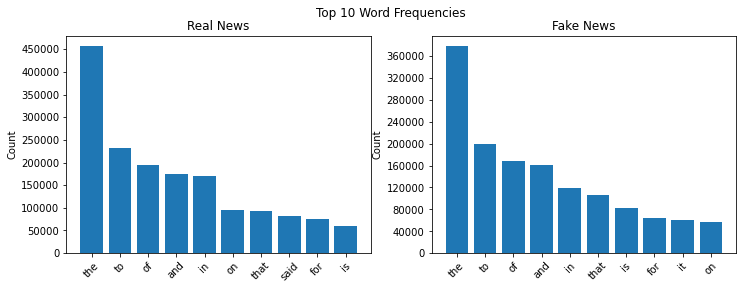 Top 10 Word Frequencies
Real News
Count
450000
400000
350000
300000
250000
200000
150000
100000
50000
0
the to of and in on that said for is
Fake News
Count
360000
320000
280000
240000
200000
160000
120000
80000
40000
0
the to of and in that is for it on